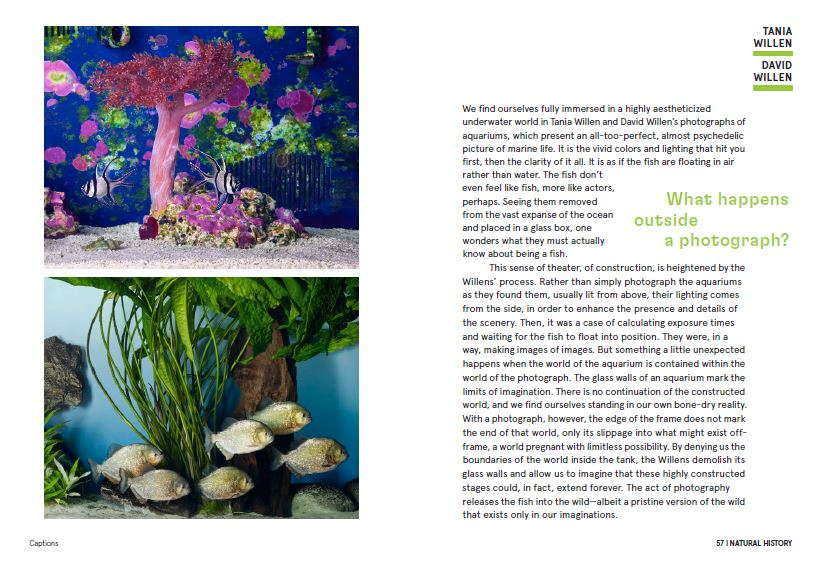 TANIA
WILLEN
DAVID
WILLEN
We find ourselves fully immersed in a highly aestheticized
underwater world in Tania Willen and David Willen's photographs of
aquariums, which present an all-too-perfect, almost psychedelic
picture of marine life. It is the vivid colors and lighting that hit you
first, then the clarity of it all. It is as if the fish are floating in air
rather than water. The fish don't
even feel like fish, more like actors,
perhaps. Seeing them removed
from the vast expanse of the ocean
and placed in a glass box, one
wonders what they must actually
know about being a fish.
What happens
outside
a photograph?
This sense of theater, of construction, is heightened by the
Willens' process. Rather than simply photograph the aquariums
as they found them, usually lit from above, their lighting comes
from the side, in order to enhance the presence and details of
the scenery. Then, it was a case of calculating exposure times
and waiting for the fish to float into position. They were, in a
way, making images of images. But something a little unexpected
happens when the world of the aquarium is contained within the
world of the photograph. The glass walls of an aquarium mark the
limits of imagination. There is no continuation of the constructed
world, and we find ourselves standing in our own bone-dry reality.
With a photograph, however, the edge of the frame does not mark
the end of that world, only its slippage into what might exist off-
frame, a world pregnant with limitless possibility. By denying us the
boundaries of the world inside the tank, the Willens demolish its
glass walls and allow us to imagine that these highly constructed
stages could, in fact, extend forever. The act of photography
releases the fish into the wild—albeit a pristine version of the wild
that exists only in our imaginations.
Captions
57 | NATURAL HISTORY